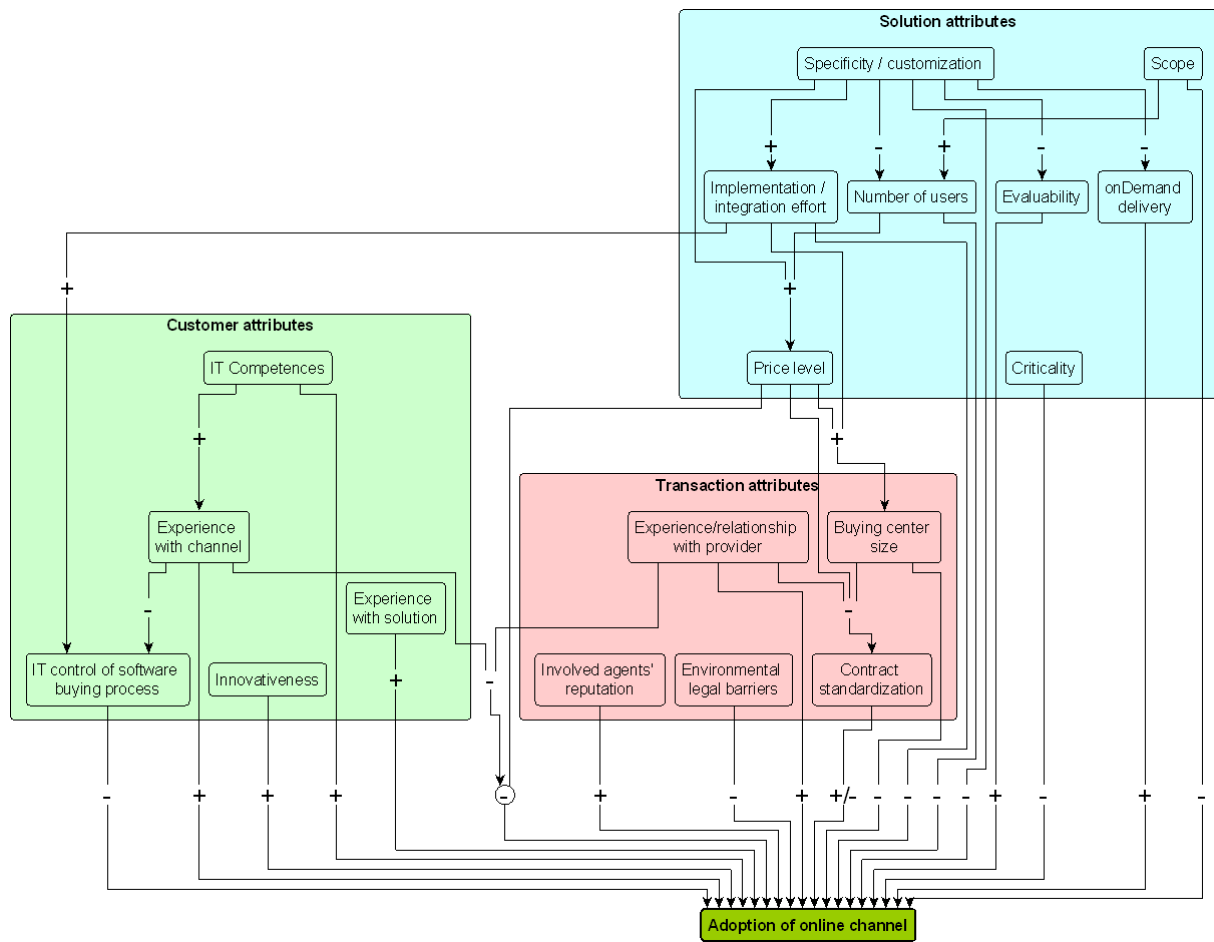 Solution attributes
Specificity / customization
Scope
+
-
+
-
-
Implementation /
integration effort
Number of users
Evaluability
onDemand
delivery
+
+
Customer attributes
IT Competences
Price level
Criticality
+
+
Transaction attributes
Experience
with channel
Experience/relationship
with provider
Buying center
size
Experience
with solution
-
-
IT control of software
buying process
Innovativeness
+
-
Involved agents'
reputation
Environmental
legal barriers
Contract
standardization
-
+
+
+
-
+
-
+
+/-
-
-
-
-
+
-
+
-
Adoption of online channel